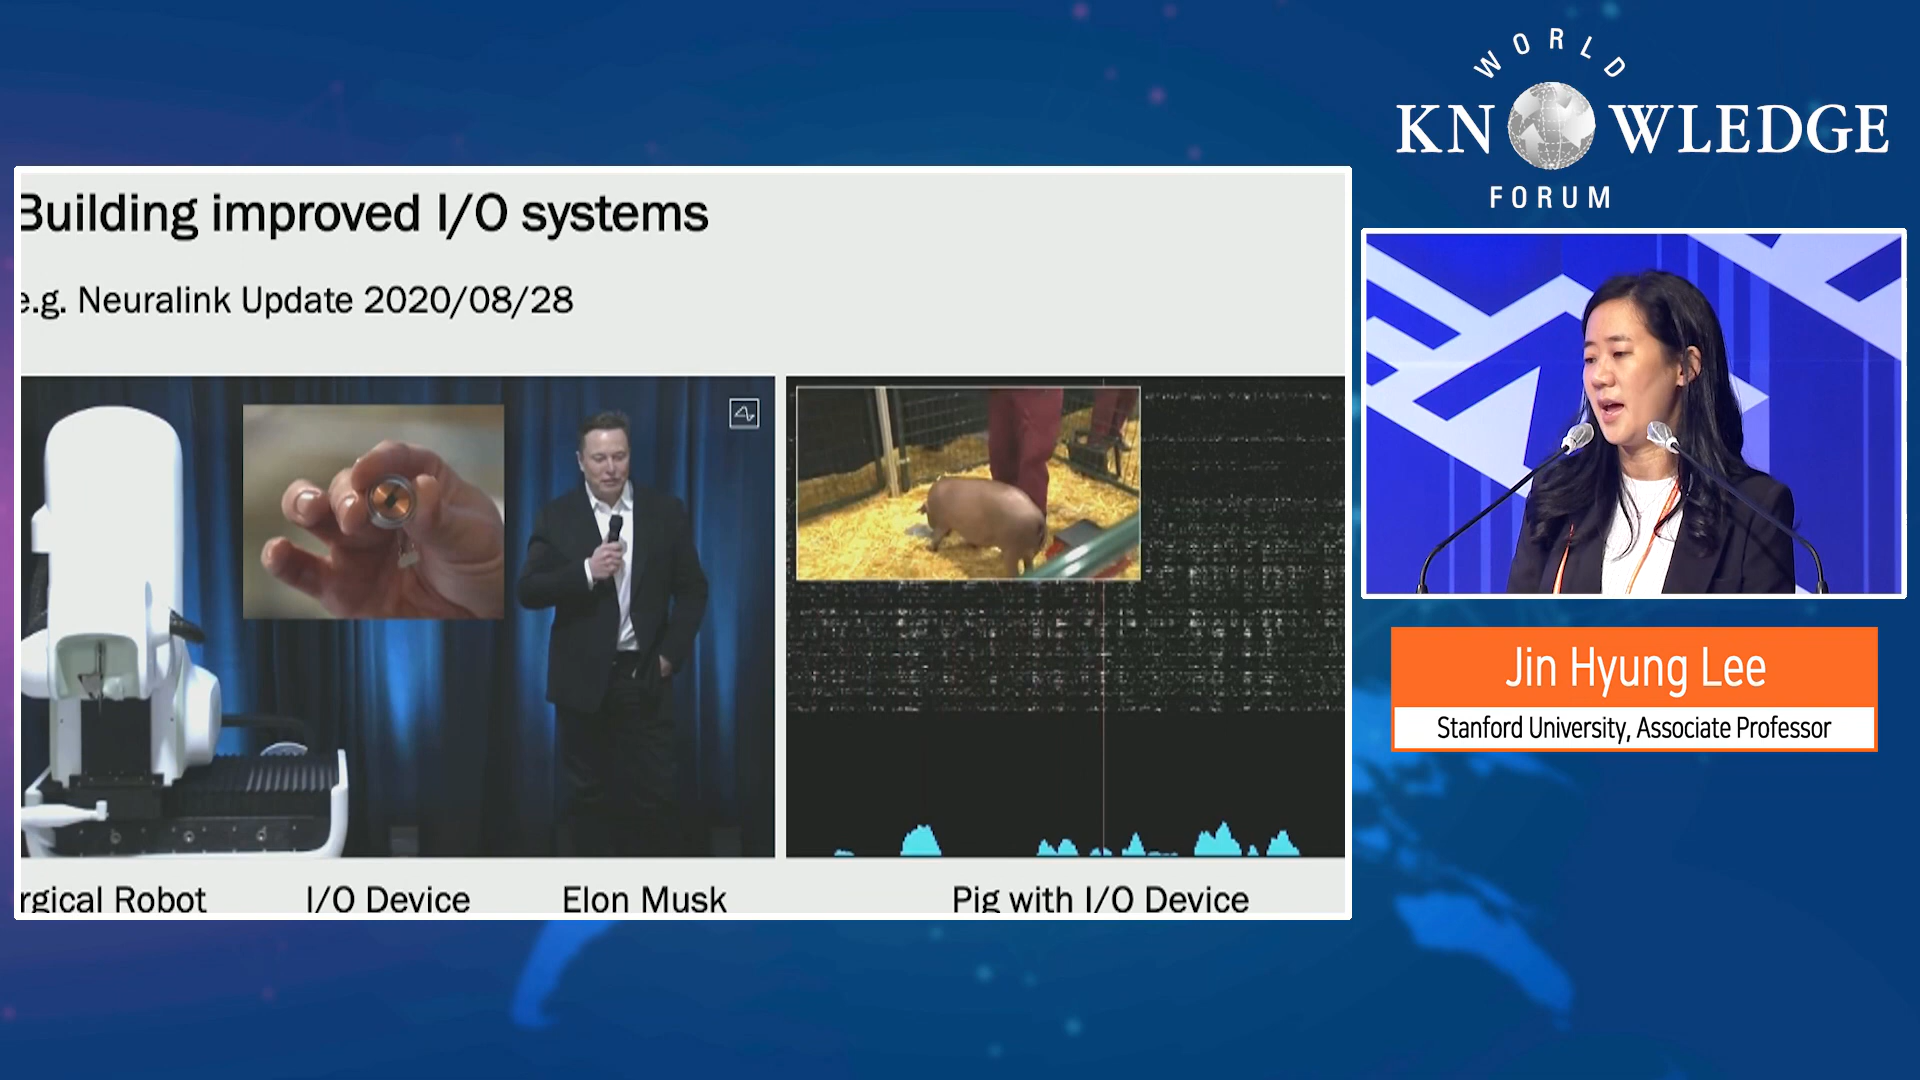 Building improved I/O systems
e.g. Neuralink Update 2020/08/28
rgical Robot
I/O Device
Elon Musk
Pig with I/O Device
WORLD
KNOWLEDGE
FORUM
Jin Hyung Lee
Stanford University, Associate Professor